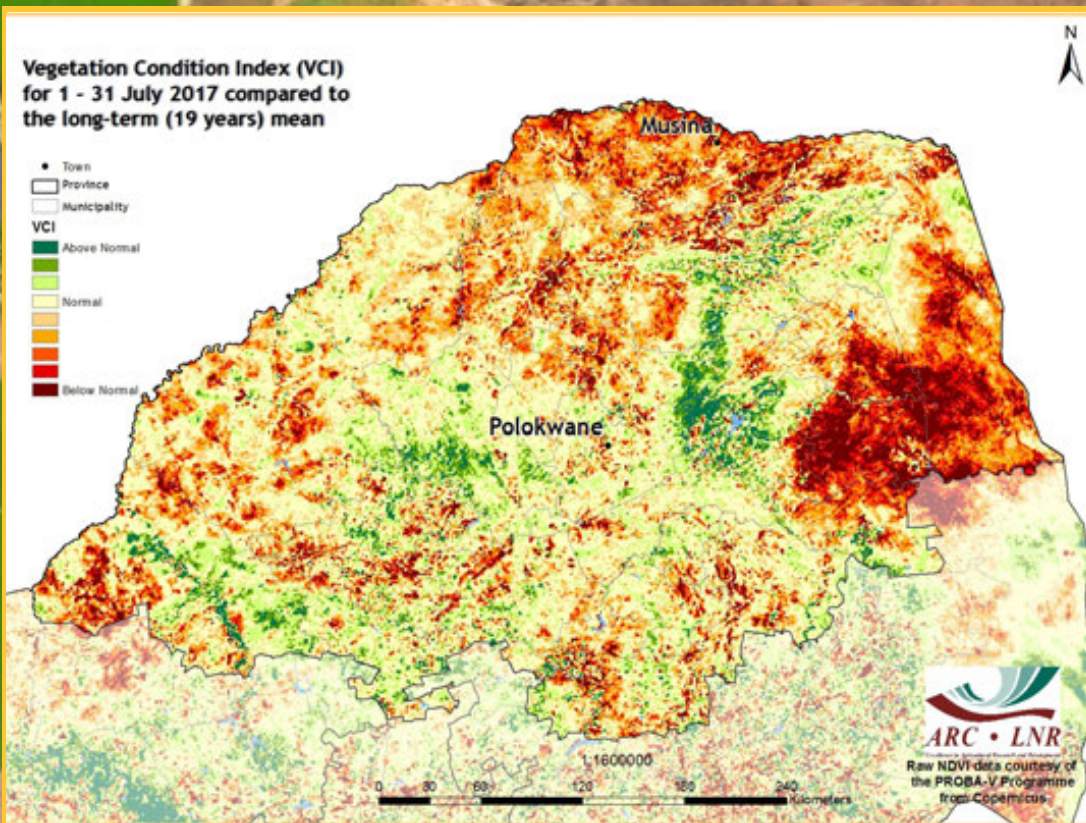 Vegetation Condition Index (VCI)
for 1 - 31 July 2017 compared to
the long-term (19 years) mean
N
Town
Province
Municipality
VCI
Above Normal
Normal
Below Normal
Musina
Polokwane
1:1600000
0 30 60 120 180 240
Kilometers
ARC • LNR
Raw NDVI data courtesy of
the PROBA-V Programme
from Copernicus